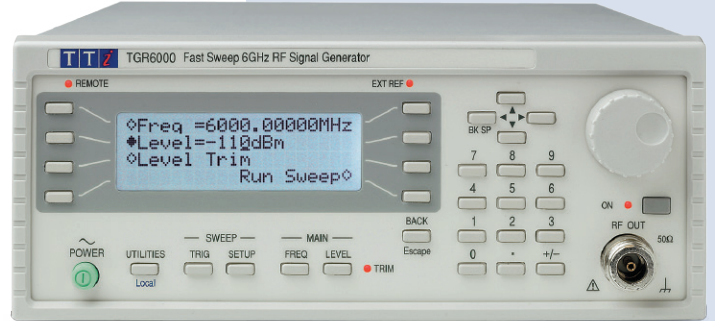 TTi TGR6000 Fast Sweep 6GHz RF Signal Generator
REMOTE EXT REF
◇Freq =6000.00000MHz
◆Level=-110dBm
◇Level Trim
Run Sweep◇
BK SP
7 8 9
4 5 6
1 2 3
0 . +/-
ON
RF OUT
50Ω
BACK
Escape
POWER
UTILITIES
Local
SWEEP
TRIG SETUP
MAIN
FREQ LEVEL
TRIM